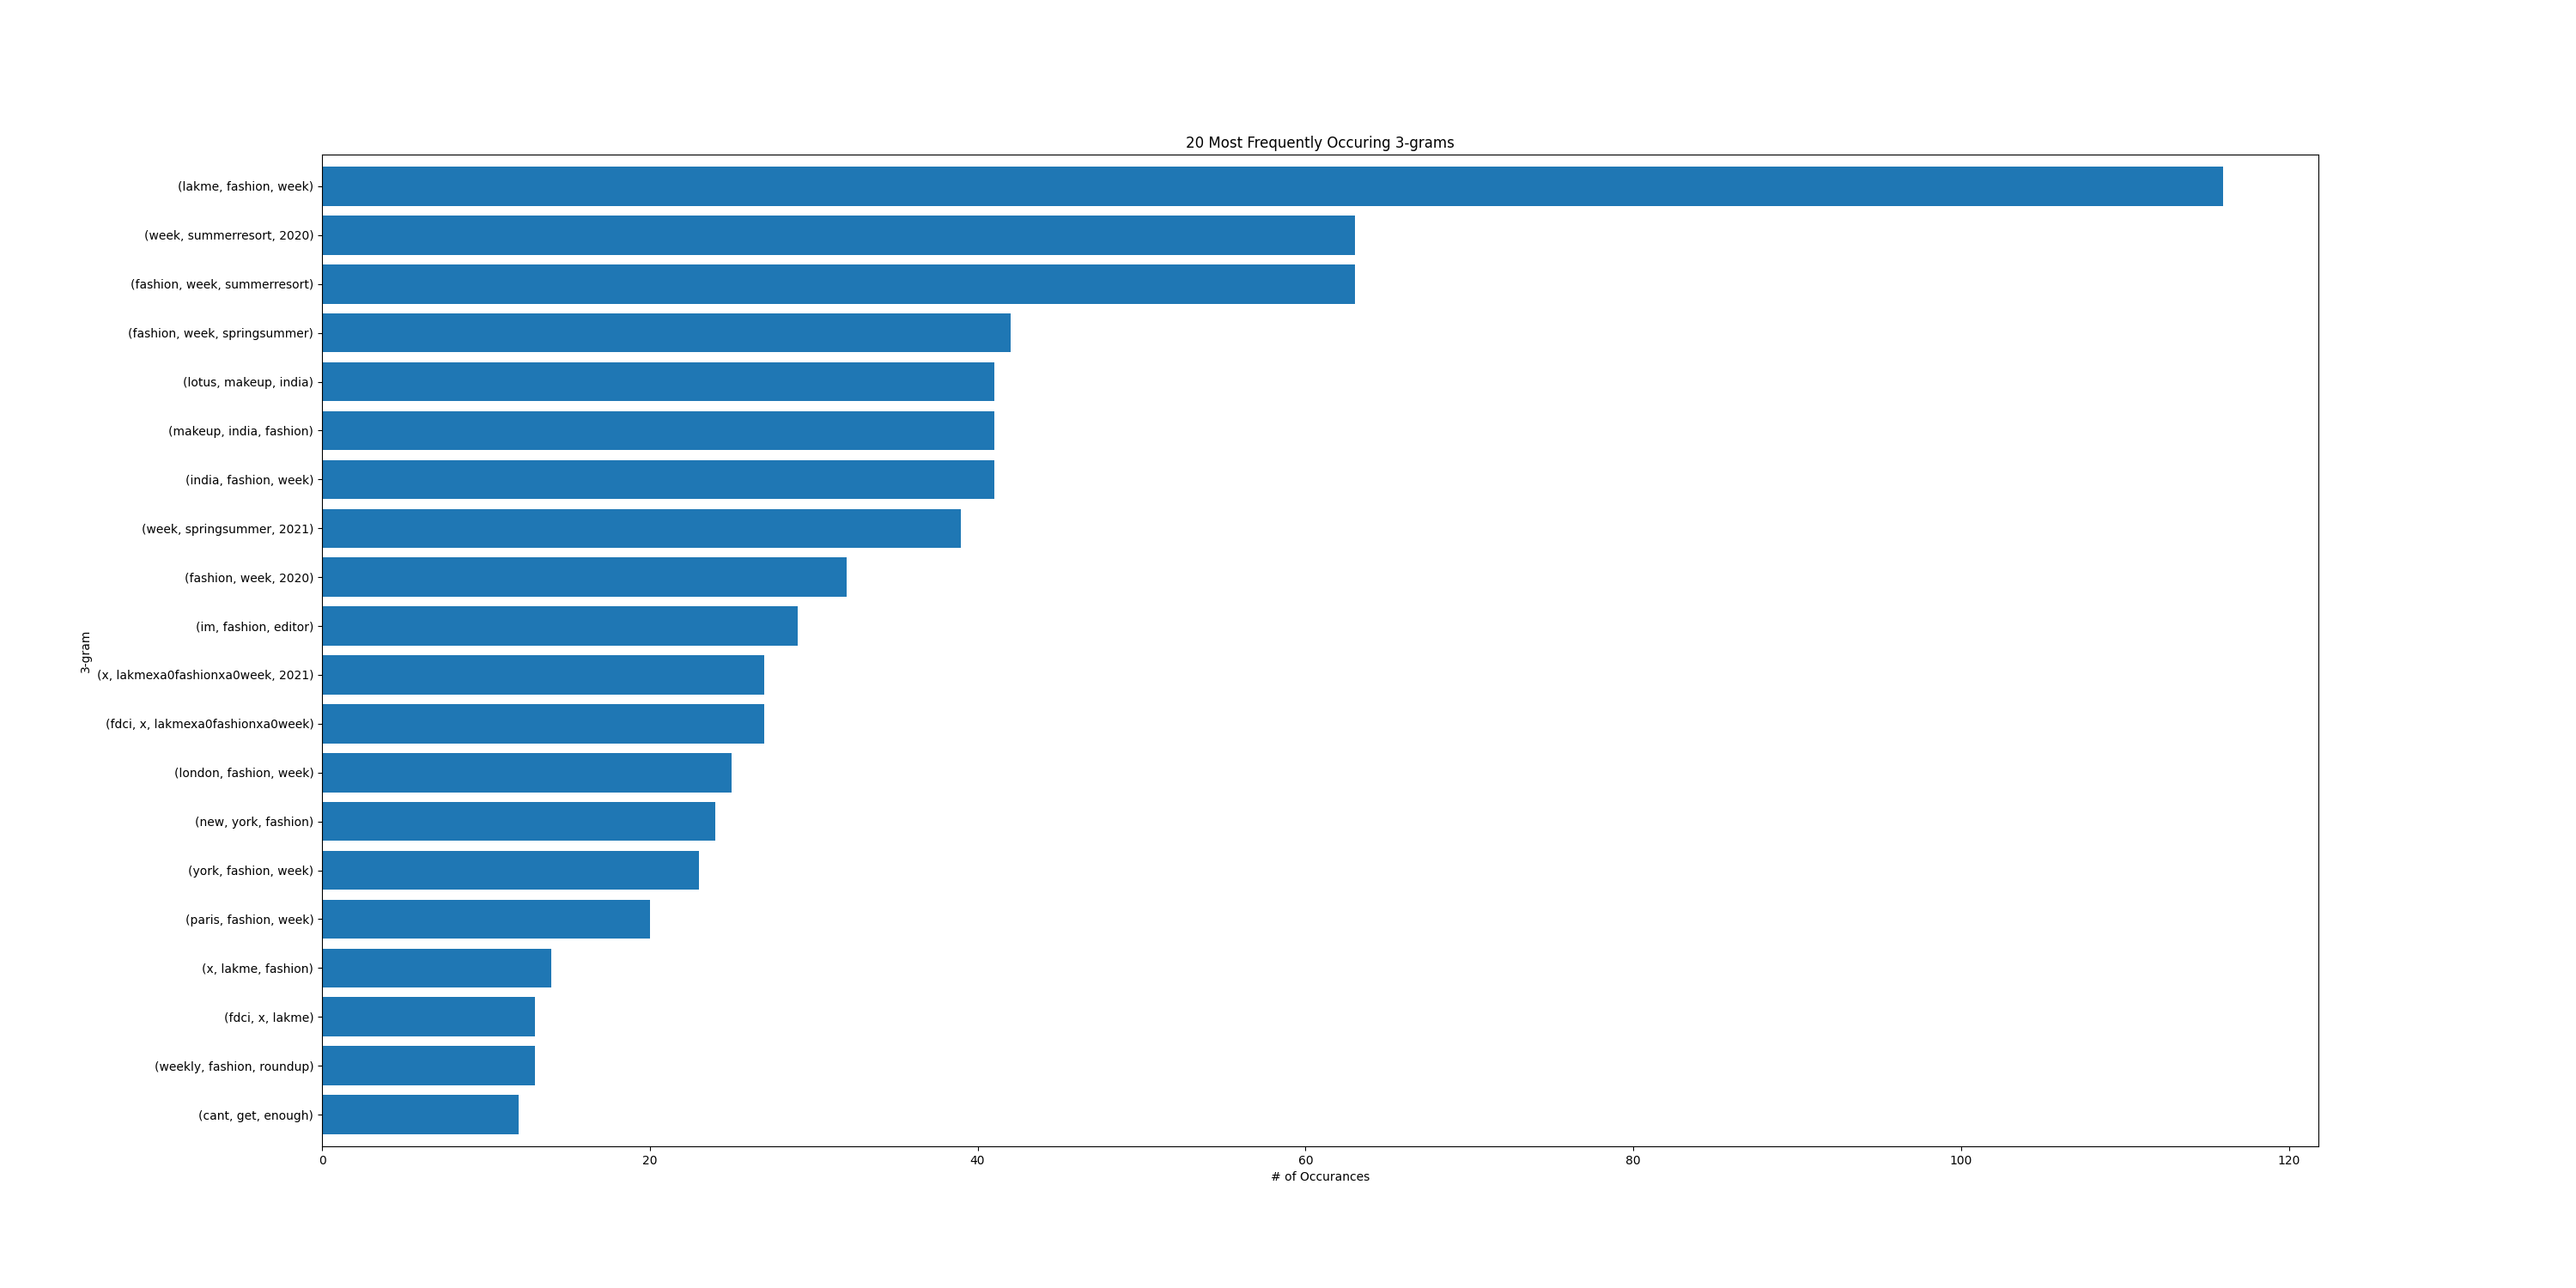 20 Most Frequently Occuring 3-grams
(lakme, fashion, week)
(week, summerresort, 2020)
(fashion, week, summerresort)
(fashion, week, springsummer)
(lotus, makeup, india)
(makeup, india, fashion)
(india, fashion, week)
(week, springsummer, 2021)
(fashion, week, 2020)
(im, fashion, editor)
(x, lakmexa0fashionxa0week, 2021)
(fdci, x, lakmexa0fashionxa0week)
(london, fashion, week)
(new, york, fashion)
(york, fashion, week)
(paris, fashion, week)
(x, lakme, fashion)
(fdci, x, lakme)
(weekly, fashion, roundup)
(cant, get, enough)
3-gram
0 20 40 60 80 100 120
# of Occurances